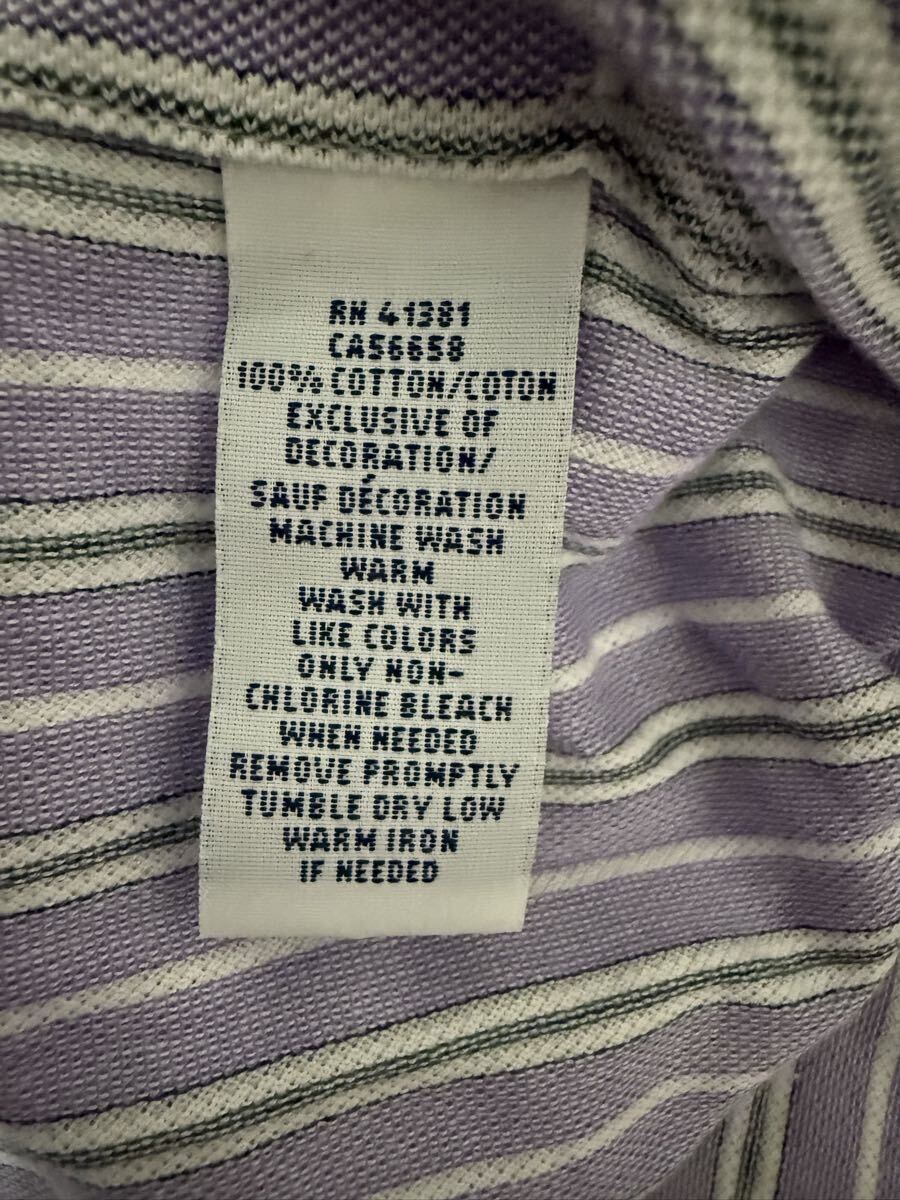 RN 41381
CA56658
100% COTTON/COTON
EXCLUSIVE OF
DECORATION/
SAUF DÉCORATION
MACHINE WASH
WARM
WASH WITH
LIKE COLORS
ONLY NON-
CHLORINE BLEACH
WHEN NEEDED
REMOVE PROMPTLY
TUMBLE DRY LOW
WARM IRON
IF NEEDED